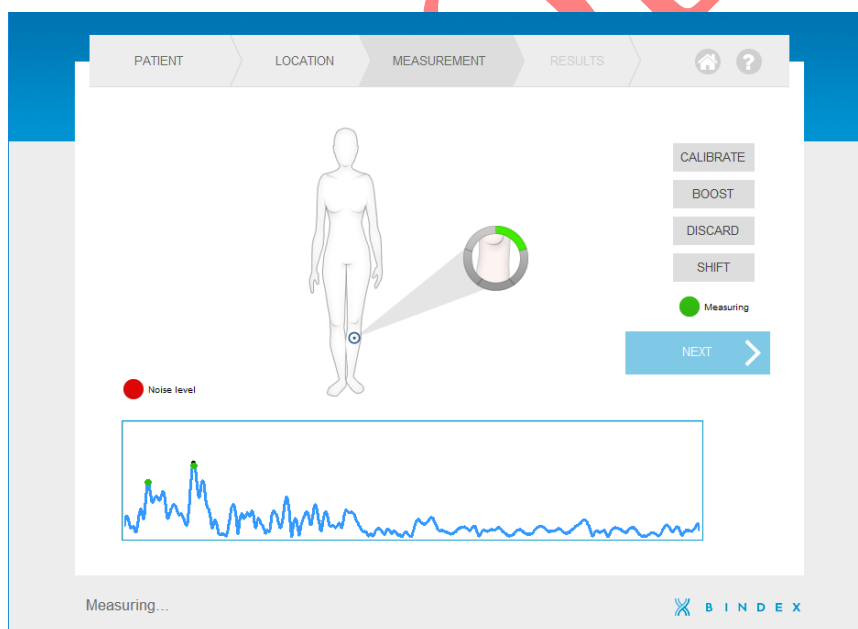 PATIENT
LOCATION
MEASUREMENT
RESULTS
?
CALIBRATE
BOOST
DISCARD
SHIFT
Measuring
NEXT
Noise level
Measuring...
BINDEX